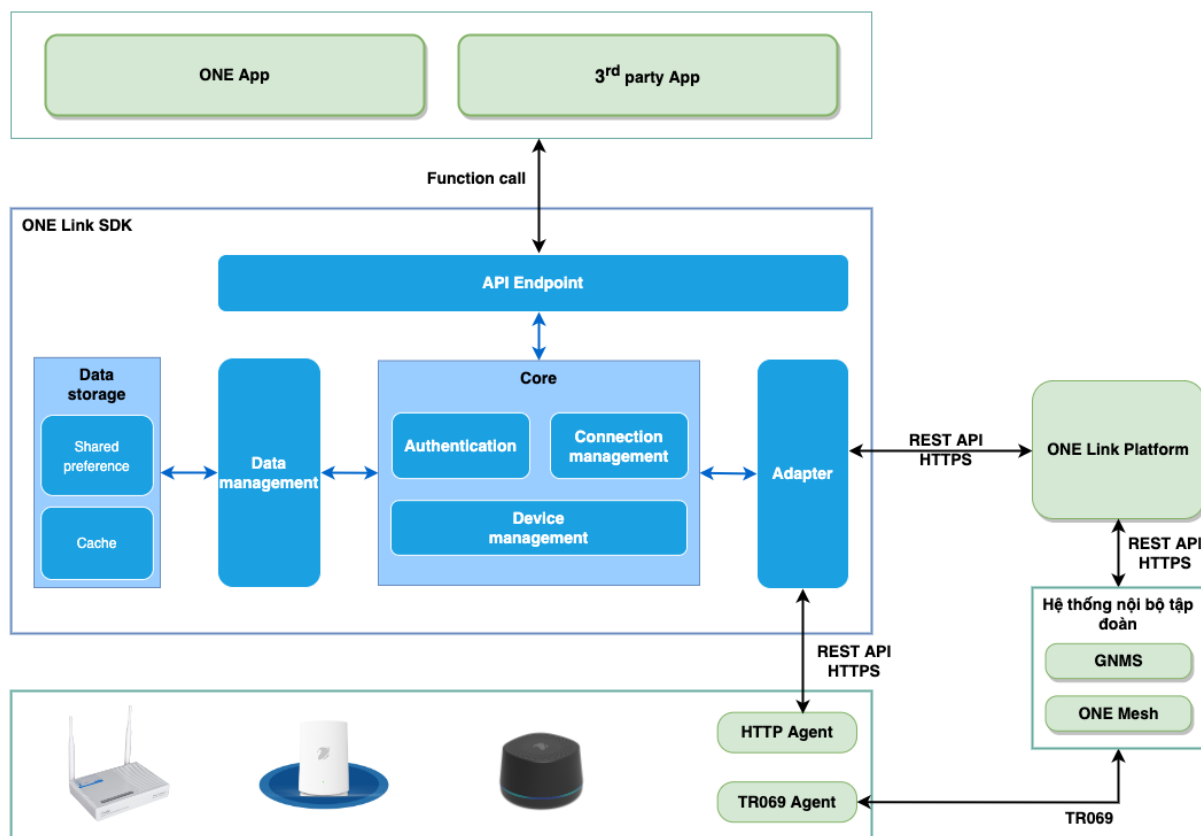 ONE App
3rd party App
Function call
ONE Link SDK
API Endpoint
Data
storage
Shared
preference
Cache
Data
management
Core
Authentication
Connection
management
Device
management
Adapter
REST API
HTTPS
ONE Link Platform
REST API
HTTPS
Hệ thống nội bộ tập
đoàn
GNMS
ONE Mesh
REST API
HTTPS
HTTP Agent
TR069 Agent
TR069